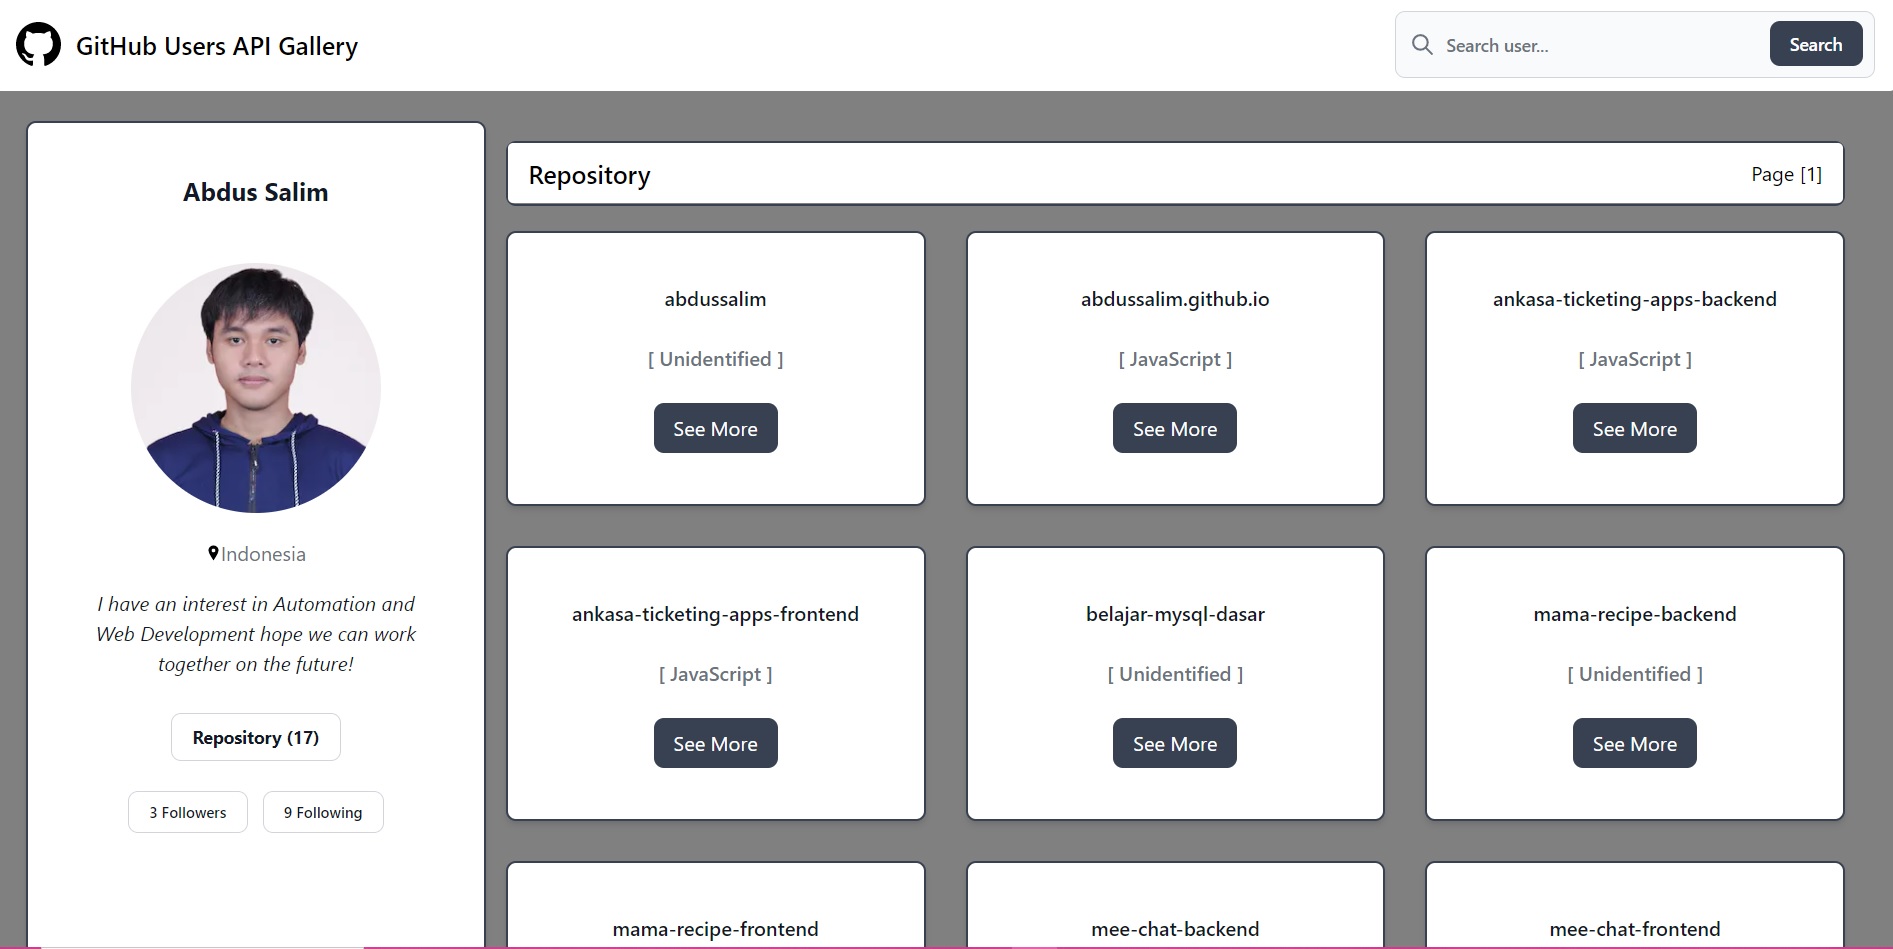 GitHub Users API Gallery
Search user...
Search
Abdus Salim
Indonesia
I have an interest in Automation and
Web Development hope we can work
together on the future!
Repository (17)
3 Followers
9 Following
Repository
Page [1]
abdussalim
[ Unidentified ]
See More
abdussalim.github.io
[ JavaScript ]
See More
ankasa-ticketing-apps-backend
[ JavaScript ]
See More
ankasa-ticketing-apps-frontend
[ JavaScript ]
See More
belajar-mysql-dasar
[ Unidentified ]
See More
mama-recipe-backend
[ Unidentified ]
See More
mama-recipe-frontend
mee-chat-backend
mee-chat-frontend